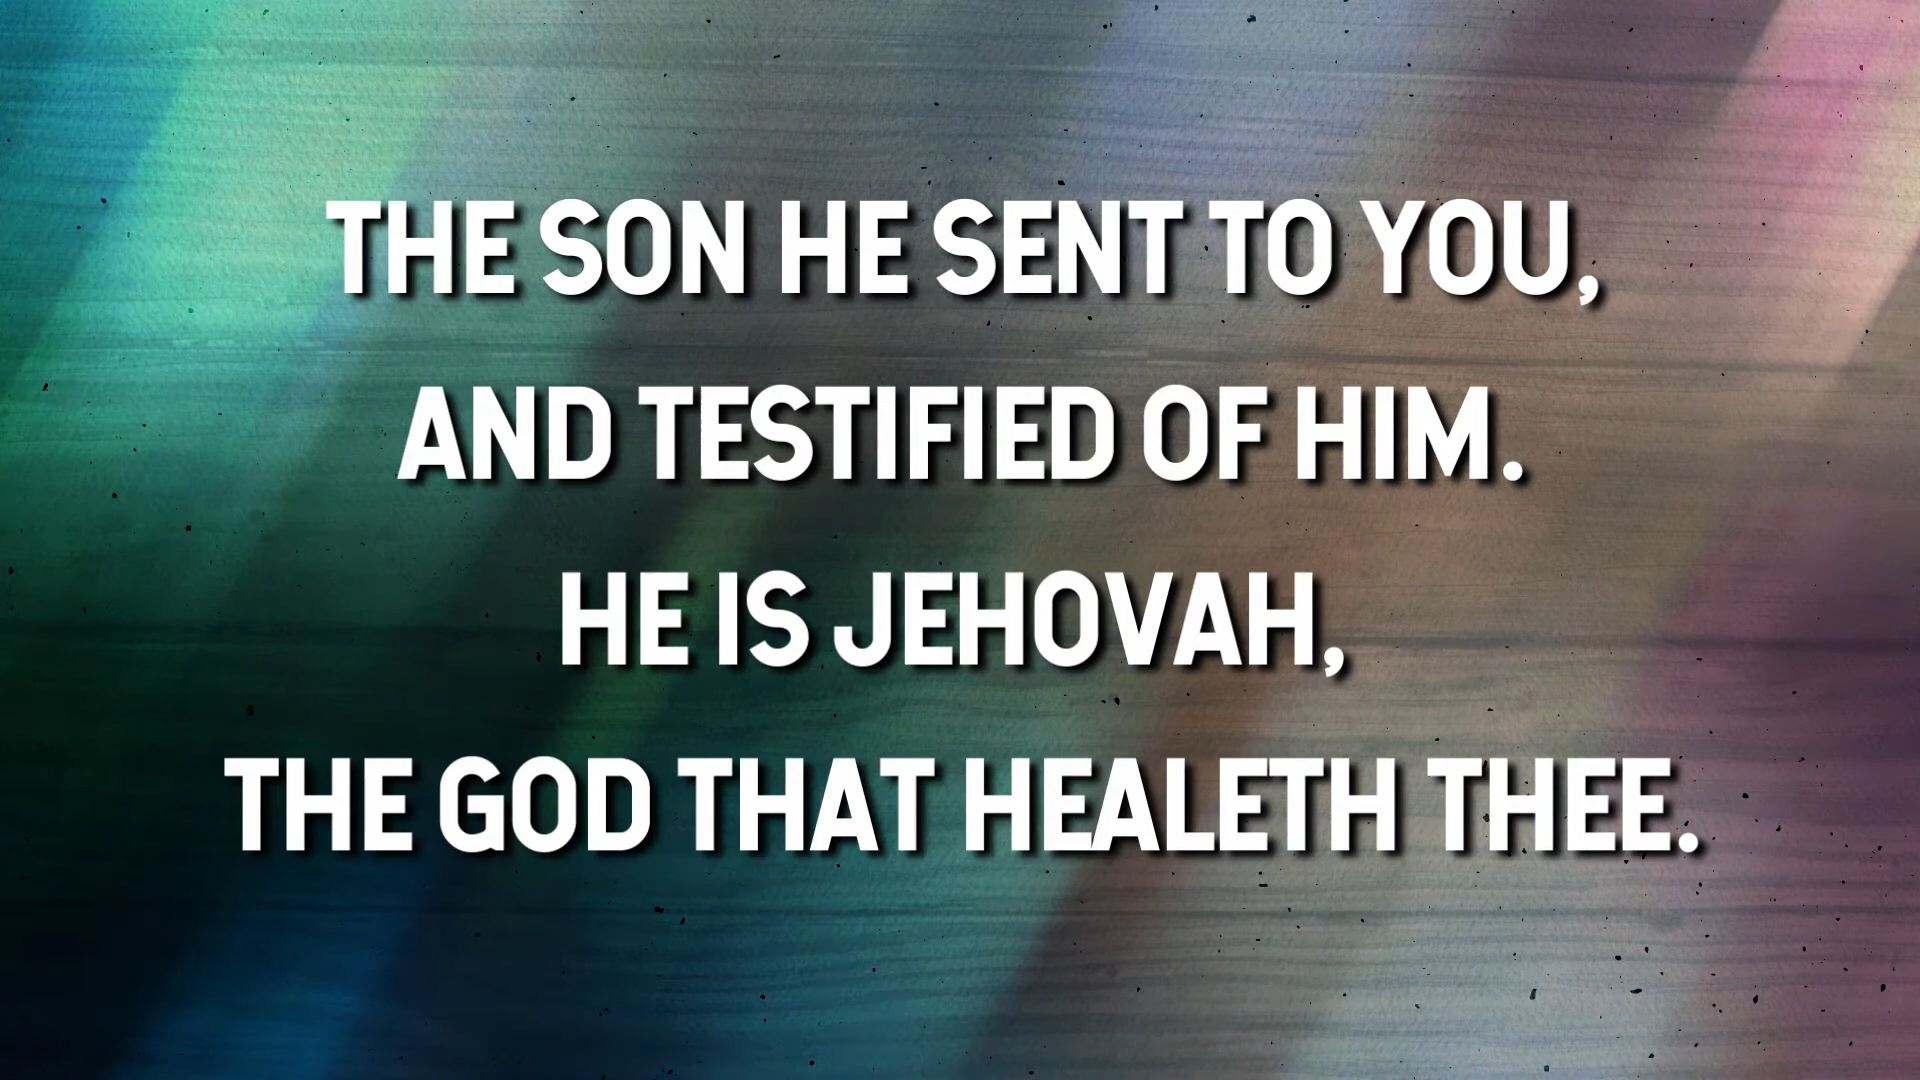 THE SON HE SENT TO YOU,
AND TESTIFIED OF HIM.
HE IS JEHOVAH,
THE GOD THAT HEALETH THEE.